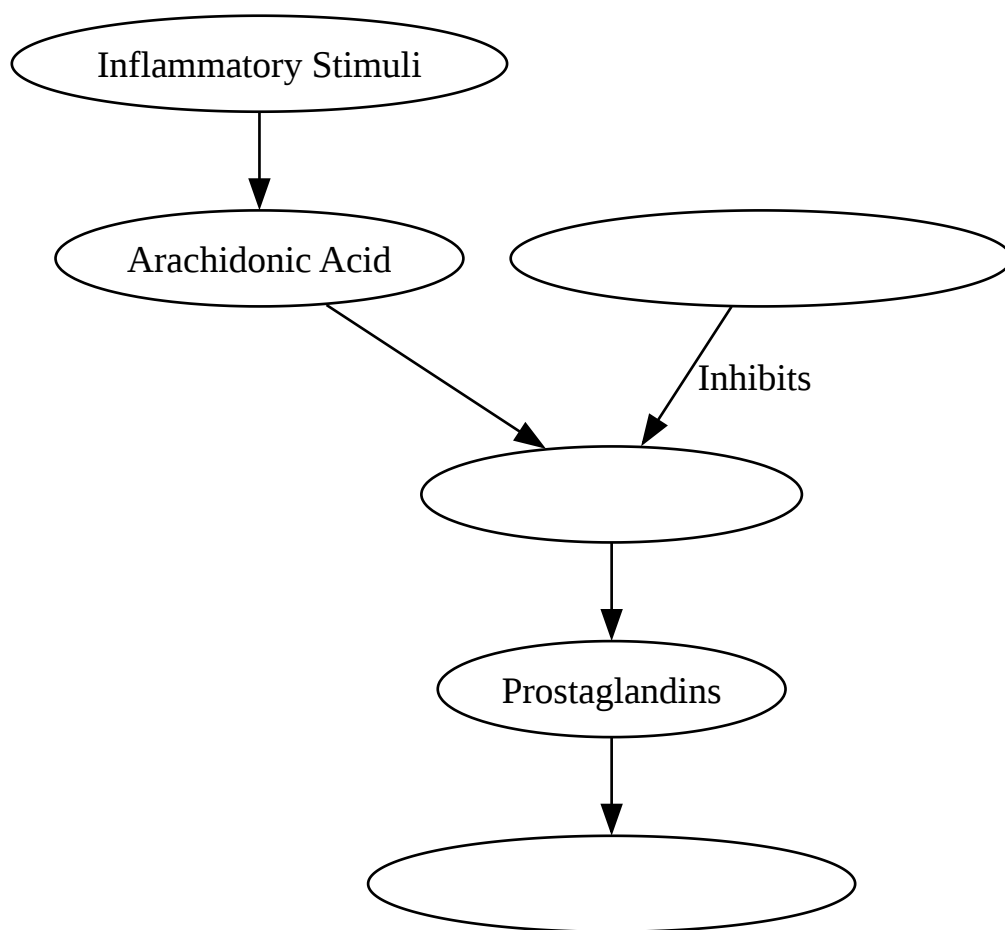 Inflammatory Stimuli
Arachidonic Acid
Inhibits
Prostaglandins